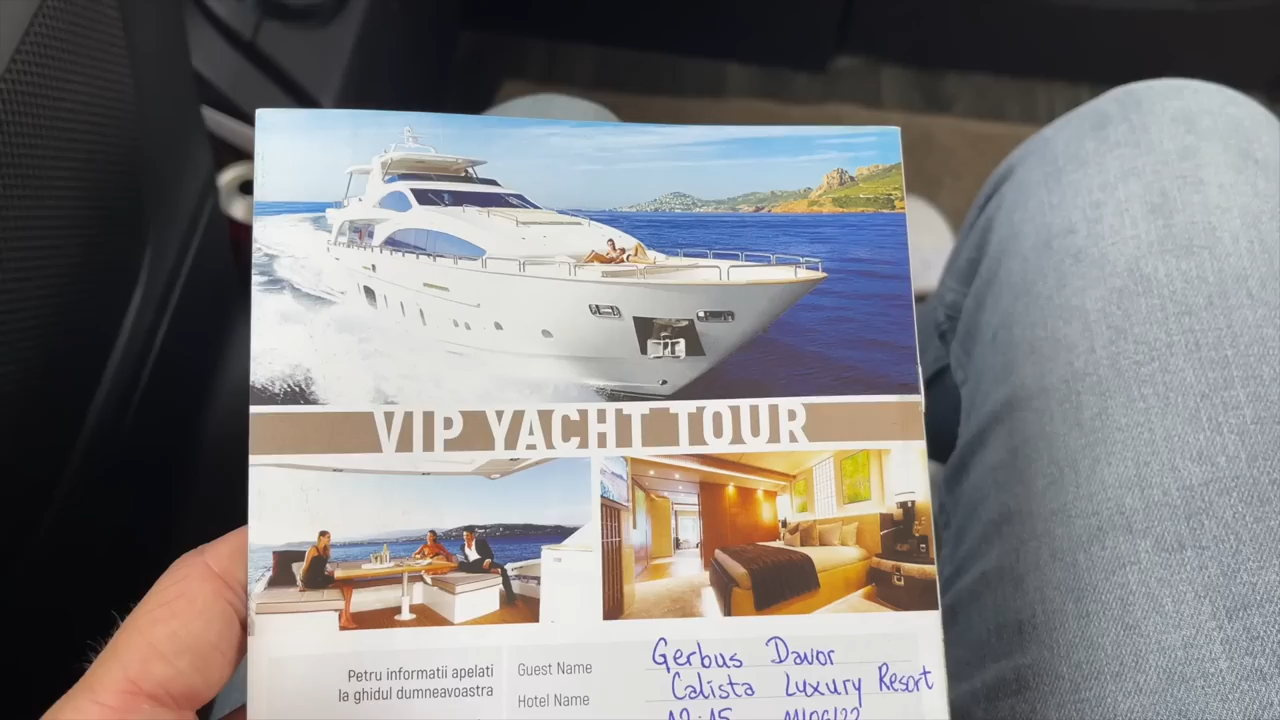 VIP YACHT TOUR
Petru informatii apelati
la ghidul dumneavoastra
Guest Name
Gerbus Davor
Hotel Name
Calista Luxury Resort